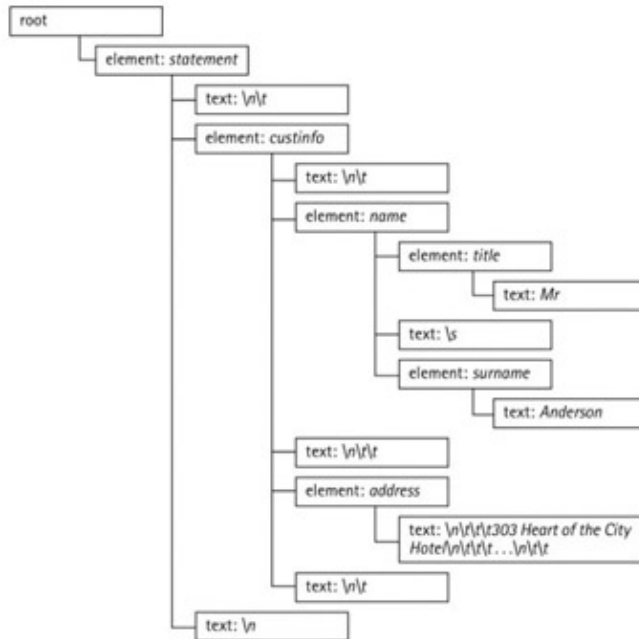 root
element: statement
text: \n\t
element: custinfo
text: \n\t
element: name
element: title
text: Mr
text: \s
element: surname
text: Anderson
text: \n\t\t
element: address
text: \n\t\t\t303 Heart of the City
Hotel\n\t\t\t . . .\n\t\t
text: \n\t
text: \n